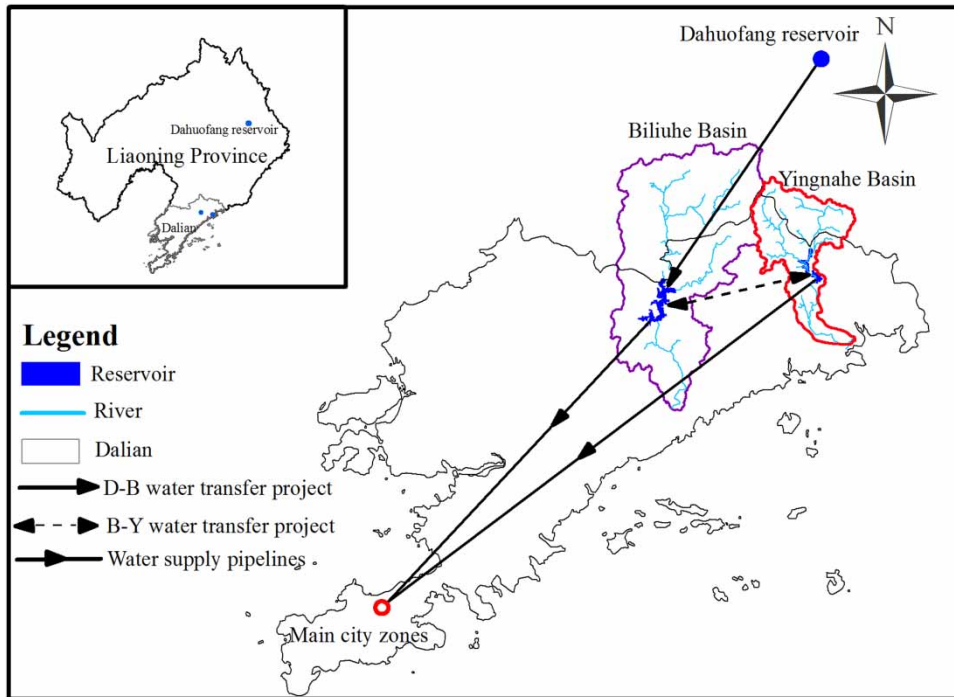 Dahuofang reservoir
Liaoning Province
Dalian
Dahuofang reservoir
N
Biliuhe Basin
Yingnahe Basin
Legend
Reservoir
River
Dalian
D-B water transfer project
B-Y water transfer project
Water supply pipelines
Main city zones